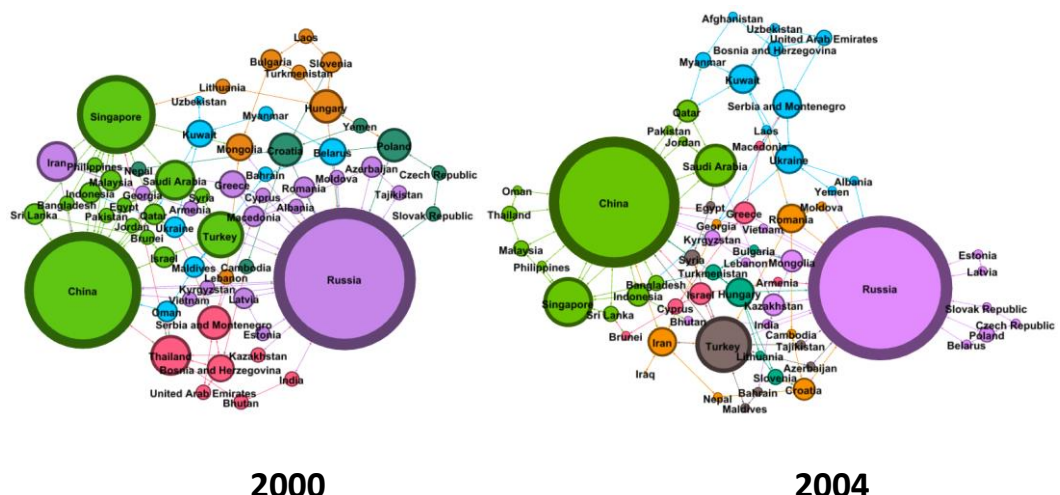 Laos
Bulgaria
Slovenia
Turkmenistan
Lithuania
Uzbekistan
Singapore
Hungary
Myanmar
Kuwait
Yemen
Mongolia
Croatia
Poland
Belarus
Iran
Philippines
Nepal
Bahrain
Azerbaijan
Moldova
Malaysia
Saudi Arabia
Greece
Czech Republic
Indonesia
Georgia
Syria
Cyprus
Romania
Tajikistan
Bangladesh
Egypt
Armenia
Albania
Sri Lanka
Pakistan
Qatar
Macedonia
Slovak Republic
Jordan
Ukraine
Brunei
Turkey
Israel
Maldives
Cambodia
Lebanon
China
Kyrgyzstan
Russia
Vietnam
Latvia
Oman
Serbia and Montenegro
Estonia
Thailand
Kazakhstan
Bosnia and Herzegovina
India
United Arab Emirates
Bhutan
2000
Afghanistan
Uzbekistan
United Arab Emirates
Bosnia and Herzegovina
Myanmar
Kuwait
Serbia and Montenegro
Qatar
Pakistan
Laos
Jordan
Macedonia
Saudi Arabia
Ukraine
Oman
Albania
Yemen
China
Egypt
Greece
Romania
Moldova
Thailand
Georgia
Vietnam
Kyrgyzstan
Malaysia
Bulgaria
Syria
Lebanon
Mongolia
Estonia
Philippines
Turkmenistan
Latvia
Bangladesh
Armenia
Hungary
Russia
Singapore
Indonesia
Israel
Sri Lanka
Cyprus
Kazakhstan
Slovak Republic
Bhutan
India
Czech Republic
Brunei
Cambodia
Poland
Iran
Turkey
Tajikistan
Belarus
Lithuania
Azerbaijan
Iraq
Slovenia
Croatia
Bahrain
Nepal
Maldives
2004